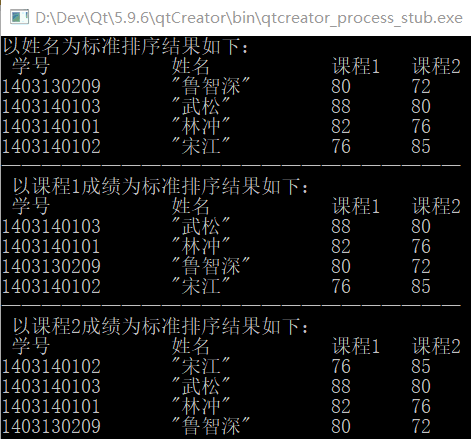 D:\Dev\Qt\5.9.6\qtCreator\bin\qtcreator_process_stub.exe
以姓名为标准排序结果如下:
学号 姓名 课程1 课程2
1403130209 "鲁智深" 80 72
1403140103 "武松" 88 80
1403140101 "林冲" 82 76
1403140102 "宋江" 76 85
以课程1成绩为标准排序结果如下:
学号 姓名 课程1 课程2
1403140103 "武松" 88 80
1403140101 "林冲" 82 76
1403130209 "鲁智深" 80 72
1403140102 "宋江" 76 85
以课程2成绩为标准排序结果如下:
学号 姓名 课程1 课程2
1403140102 "宋江" 76 85
1403140103 "武松" 88 80
1403140101 "林冲" 82 76
1403130209 "鲁智深" 80 72